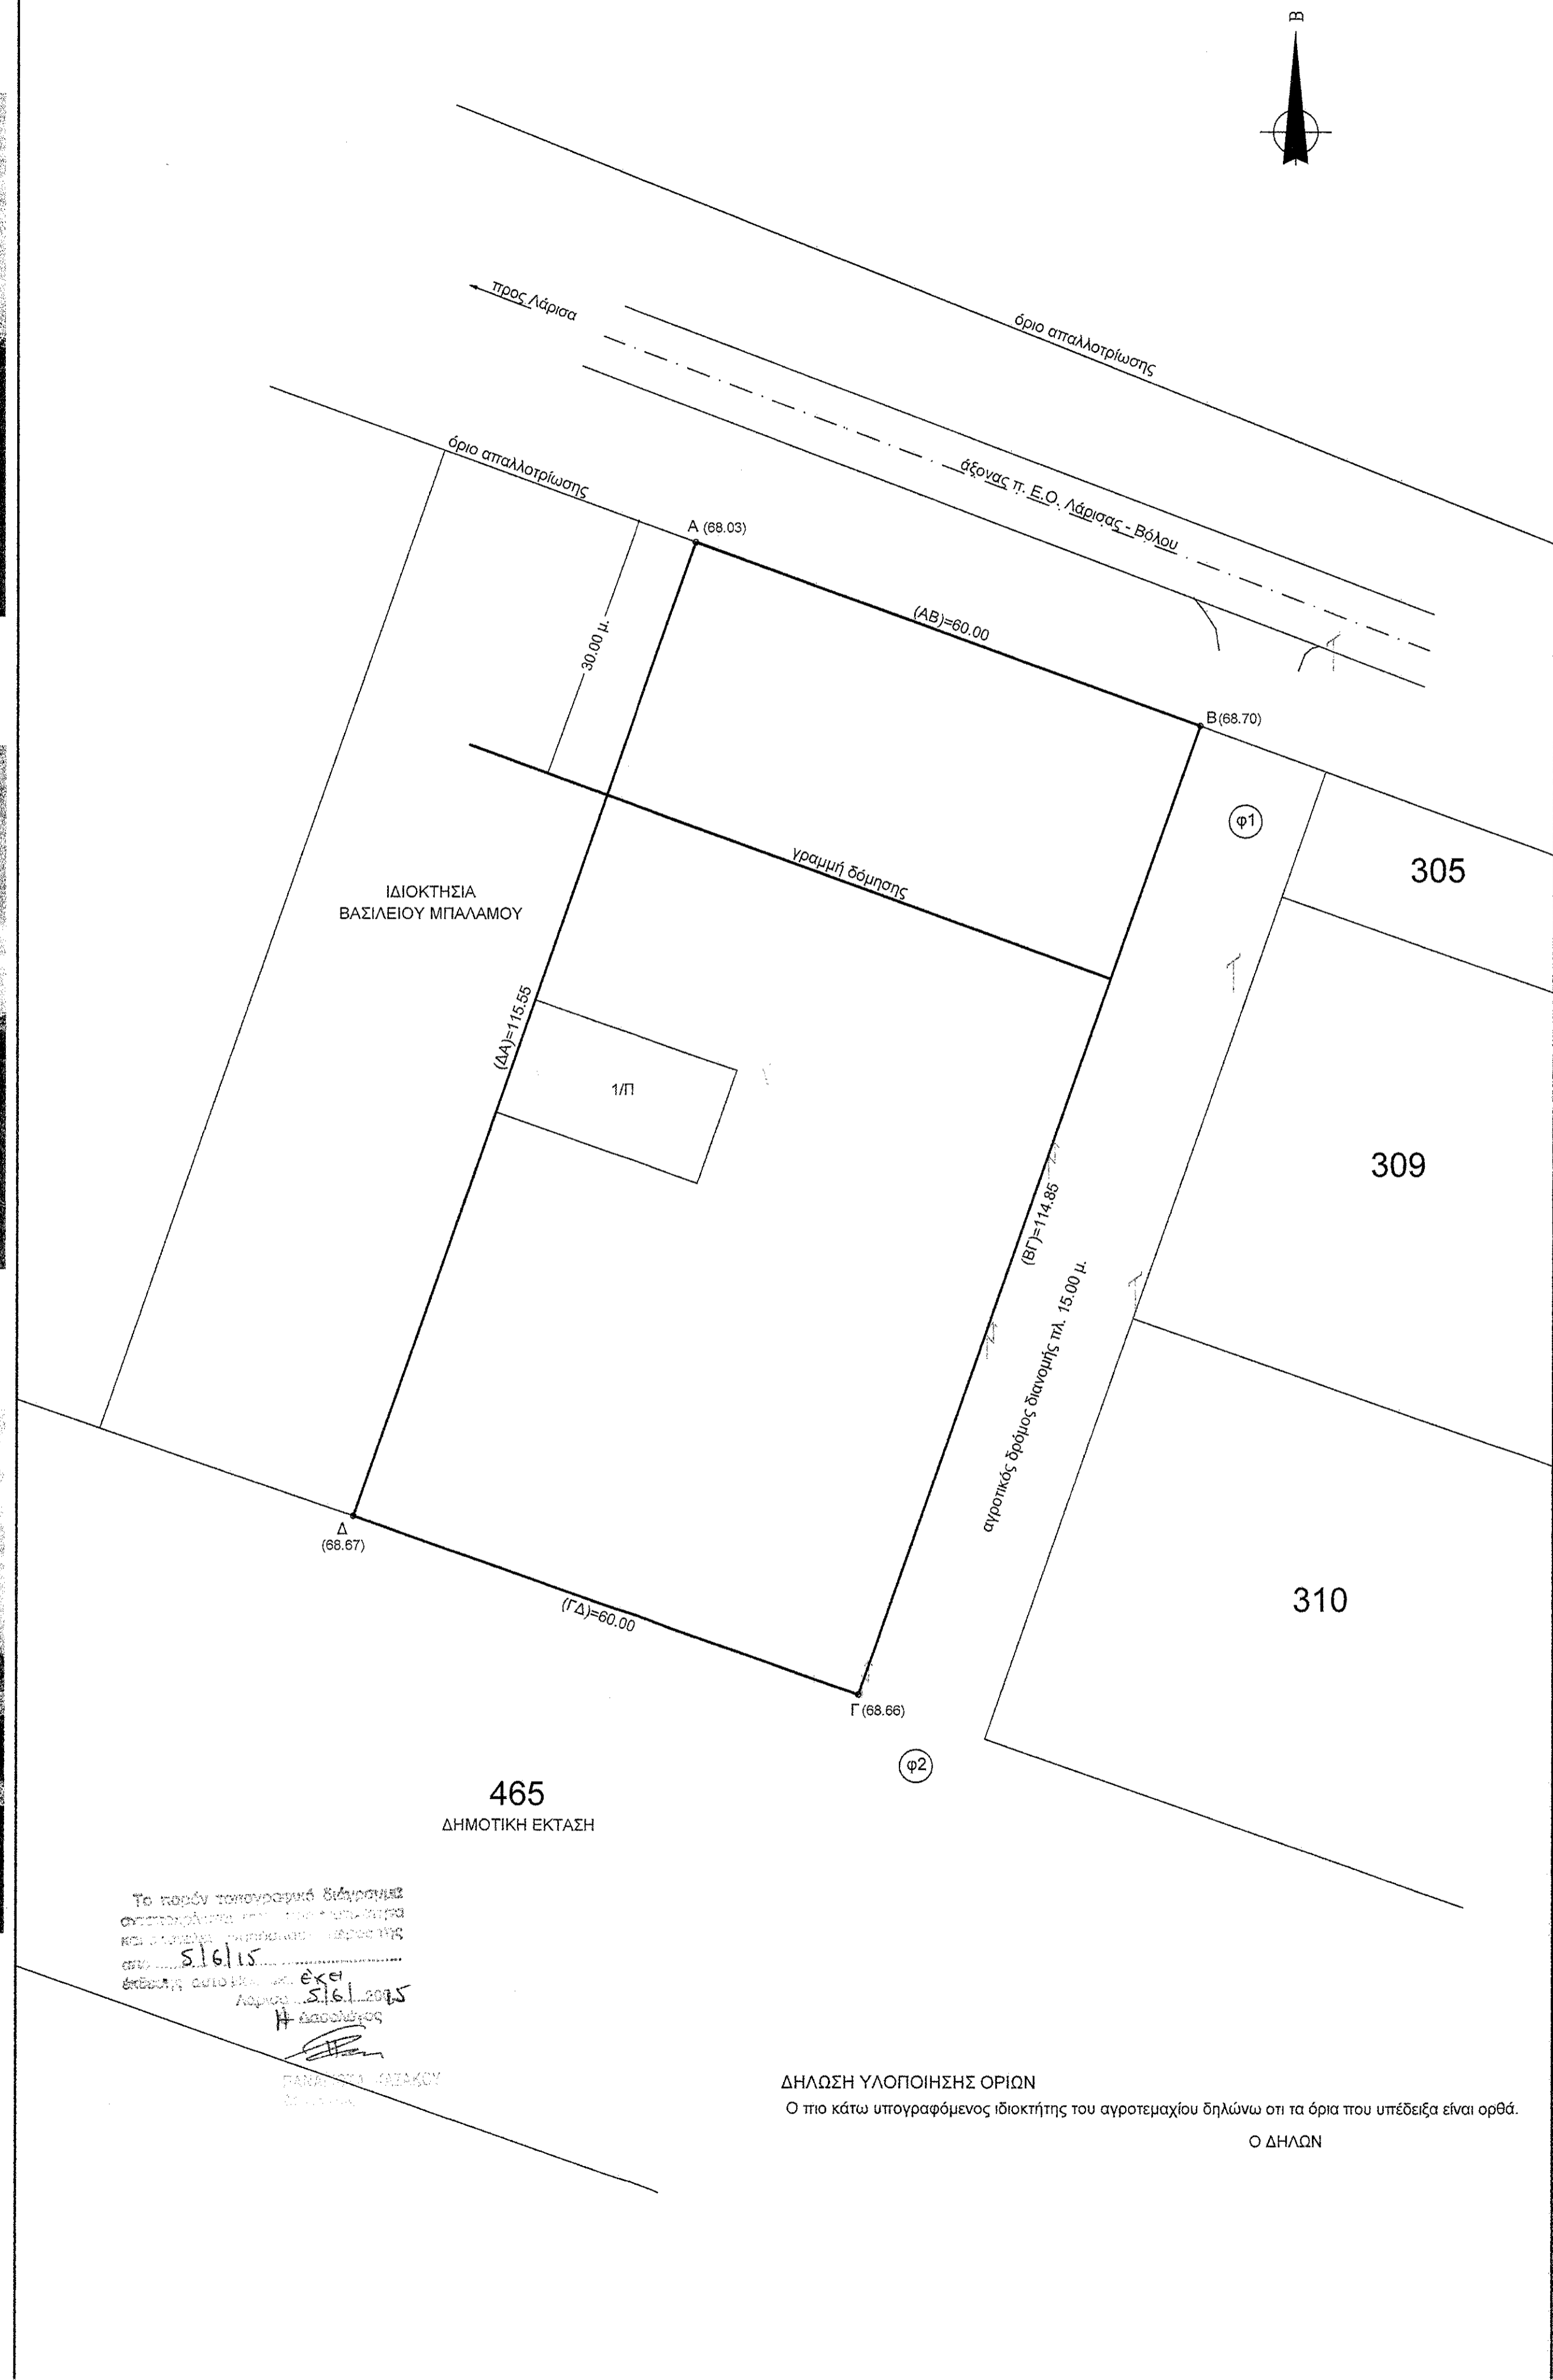 Β
όριο απαλλοτρίωσης
προς Λάρισα
άξονας π. Ε.Ο. Λάρισας - Βόλου
όριο απαλλοτρίωσης
Α (68.03)
(ΑΒ)=60.00
30.00 μ.
Β (68.70)
φ1
305
γραμμή δόμησης
ΙΔΙΟΚΤΗΣΙΑ
ΒΑΣΙΛΕΙΟΥ ΜΠΑΛΑΜΟΥ
(ΔΑ)=115.55
1/Π
309
(ΒΓ)=114.85
αγροτικός δρόμος διανομής πλ. 15.00 μ.
Δ
(68.67)
(ΓΔ)=60.00
310
Γ (68.66)
φ2
465
ΔΗΜΟΤΙΚΗ ΕΚΤΑΣΗ
Το παρόν τοπογραφικό διάγραμμα
και
5/6/15
έκθεσης
έχει
Λάρισα 5/6/2015
Η Δασολόγος
ΔΗΛΩΣΗ ΥΛΟΠΟΙΗΣΗΣ ΟΡΙΩΝ
Ο πιο κάτω υπογραφόμενος ιδιοκτήτης του αγροτεμαχίου δηλώνω οτι τα όρια που υπέδειξα είναι ορθά.
Ο ΔΗΛΩΝ